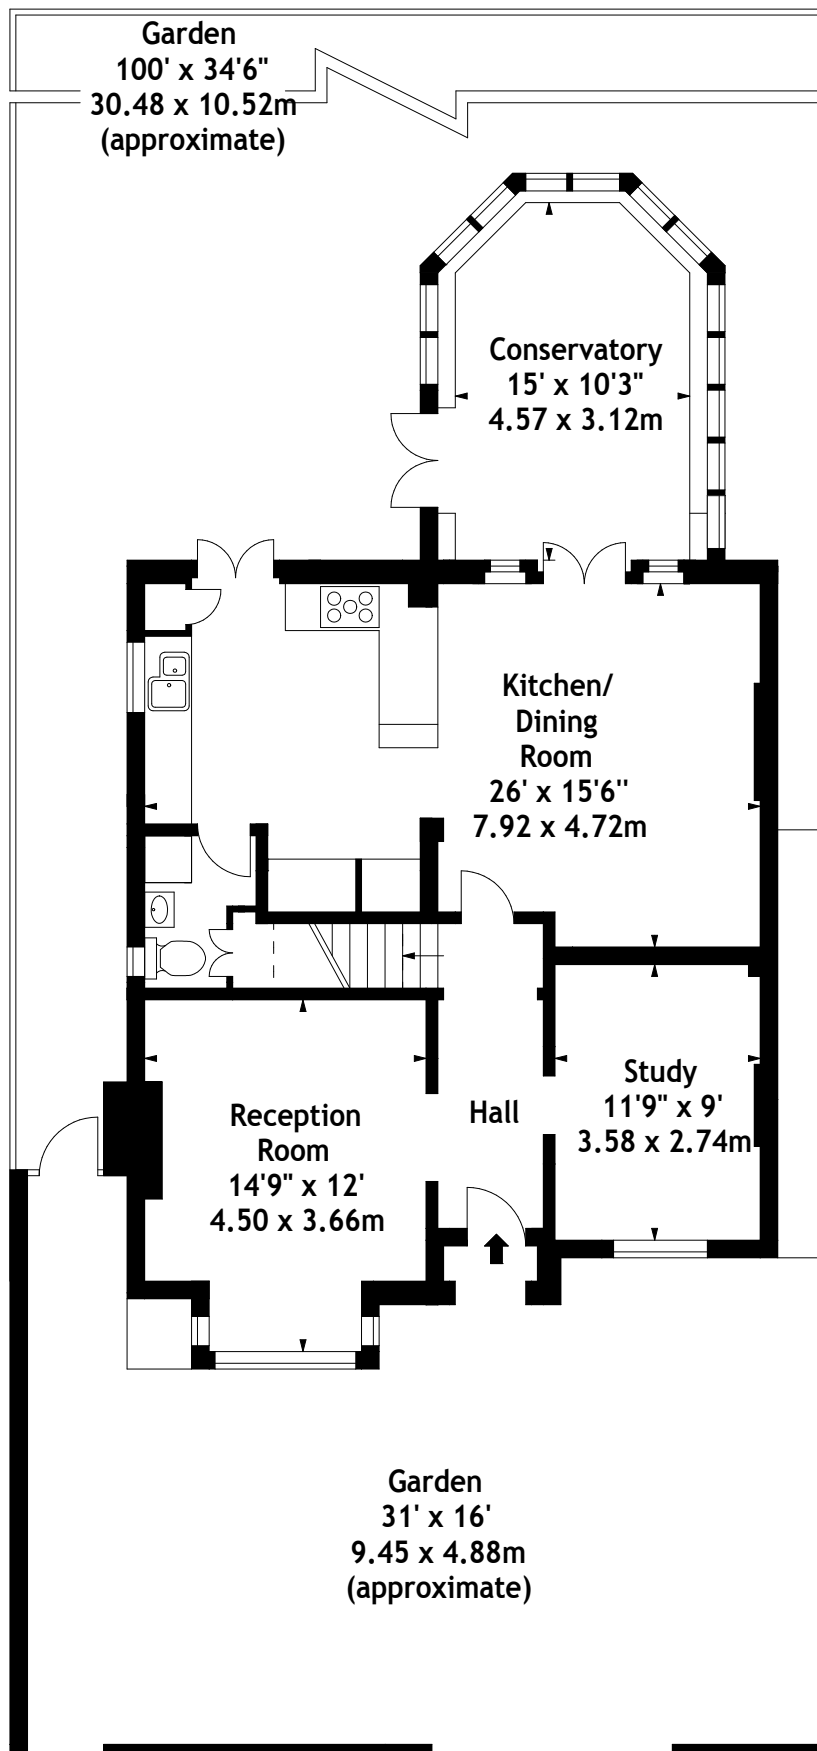 Garden
100' x 34'6"
30.48 x 10.52m
(approximate)
Conservatory
15' x 10'3"
4.57 x 3.12m
Kitchen/
Dining
Room
26' x 15'6''
7.92 x 4.72m
Study
11'9" x 9'
3.58 x 2.74m
Hall
Reception
Room
14'9" x 12'
4.50 x 3.66m
Garden
31' x 16'
9.45 x 4.88m
(approximate)